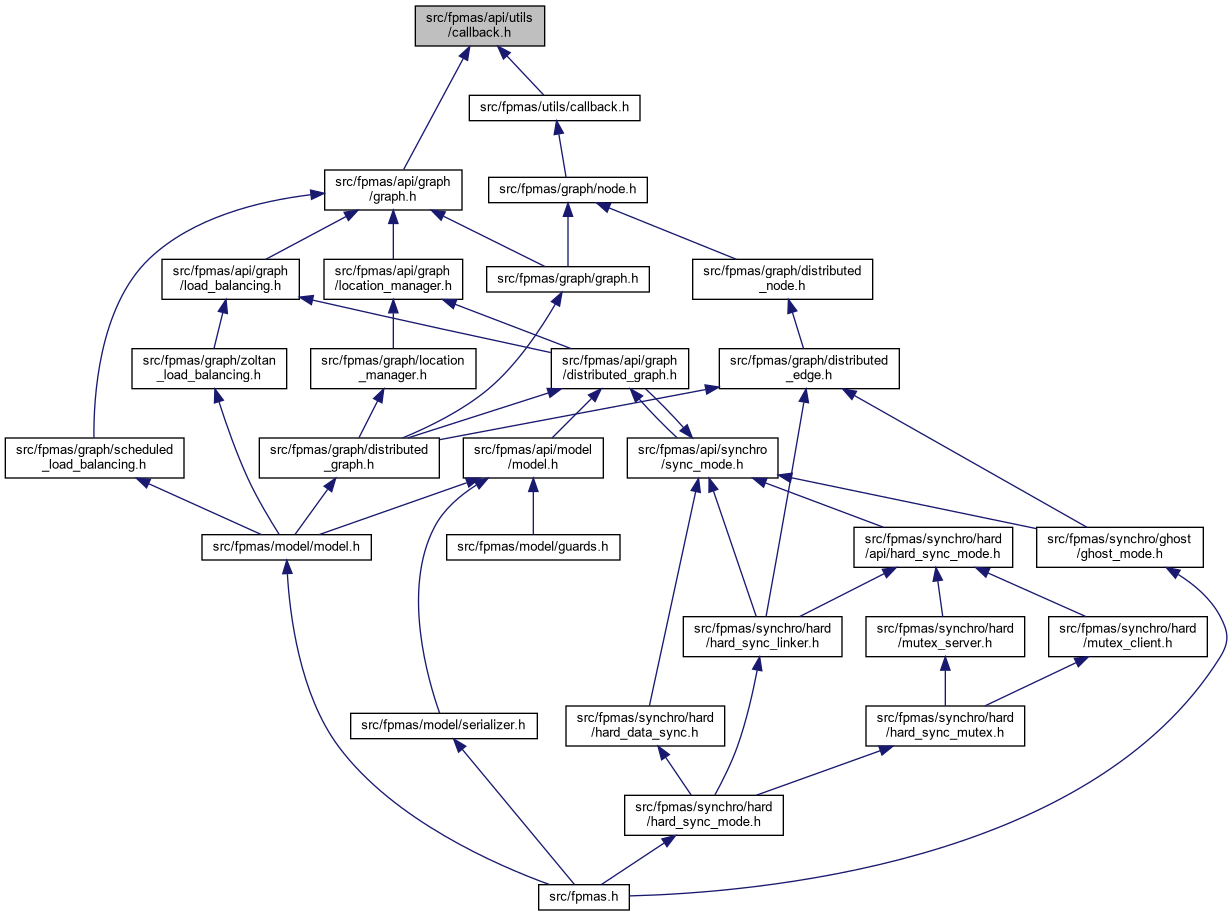 src/fpmas/api/utils
/callback.h
src/fpmas/utils/callback.h
src/fpmas/api/graph
/graph.h
src/fpmas/graph/node.h
src/fpmas/api/graph
/load_balancing.h
src/fpmas/api/graph
/location_manager.h
src/fpmas/graph/graph.h
src/fpmas/graph/distributed
_node.h
src/fpmas/graph/zoltan
_load_balancing.h
src/fpmas/graph/location
_manager.h
src/fpmas/api/graph
/distributed_graph.h
src/fpmas/graph/distributed
_edge.h
src/fpmas/graph/scheduled
_load_balancing.h
src/fpmas/graph/distributed
_graph.h
src/fpmas/api/model
/model.h
src/fpmas/api/synchro
/sync_mode.h
src/fpmas/model/model.h
src/fpmas/model/guards.h
src/fpmas/synchro/hard
/api/hard_sync_mode.h
src/fpmas/synchro/ghost
/ghost_mode.h
src/fpmas/synchro/hard
/hard_sync_linker.h
src/fpmas/synchro/hard
/mutex_server.h
src/fpmas/synchro/hard
/mutex_client.h
src/fpmas/model/serializer.h
src/fpmas/synchro/hard
/hard_data_sync.h
src/fpmas/synchro/hard
/hard_sync_mutex.h
src/fpmas/synchro/hard
/hard_sync_mode.h
src/fpmas.h